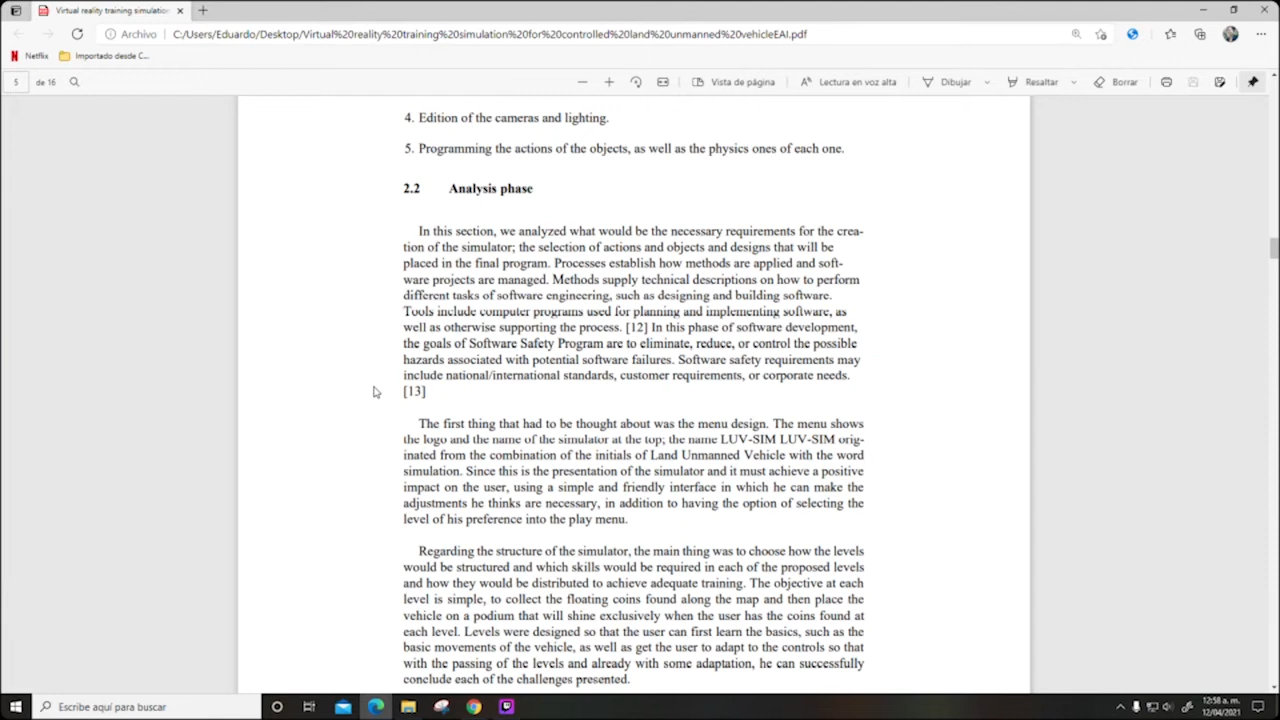 Virtual reality training simulatio
Archivo
C:/Users/Eduardo/Desktop/Virtual%20reality%20training%20simulation%20for%20controlled%20land%20unmanned%20vehicleEAI.pdf
Netflix
Importado desde C...
5
de 16
Vista de página
Lectura en voz alta
Dibujar
Resaltar
Borrar
4. Edition of the cameras and lighting.
5. Programming the actions of the objects, as well as the physics ones of each one.
2.2 Analysis phase
In this section, we analyzed what would be the necessary requirements for the crea-
tion of the simulator; the selection of actions and objects and designs that will be
placed in the final program. Processes establish how methods are applied and soft-
ware projects are managed. Methods supply technical descriptions on how to perform
different tasks of software engineering, such as designing and building software.
Tools include computer programs used for planning and implementing software, as
well as otherwise supporting the process. [12] In this phase of software development,
the goals of Software Safety Program are to eliminate, reduce, or control the possible
hazards associated with potential software failures. Software safety requirements may
include national/international standards, customer requirements, or corporate needs.
[13]
The first thing that had to be thought about was the menu design. The menu shows
the logo and the name of the simulator at the top; the name LUV-SIM LUV-SIM orig-
inated from the combination of the initials of Land Unmanned Vehicle with the word
simulation. Since this is the presentation of the simulator and it must achieve a positive
impact on the user, using a simple and friendly interface in which he can make the
adjustments he thinks are necessary, in addition to having the option of selecting the
level of his preference into the play menu.
Regarding the structure of the simulator, the main thing was to choose how the levels
would be structured and which skills would be required in each of the proposed levels
and how they would be distributed to achieve adequate training. The objective at each
level is simple, to collect the floating coins found along the map and then place the
vehicle on a podium that will shine exclusively when the user has the coins found at
each level. Levels were designed so that the user can first learn the basics, such as the
basic movements of the vehicle, as well as get the user to adapt to the controls so that
with the passing of the levels and already with some adaptation, he can successfully
conclude each of the challenges presented.
Escribe aquí para buscar
12:58 a. m.
12/04/2021